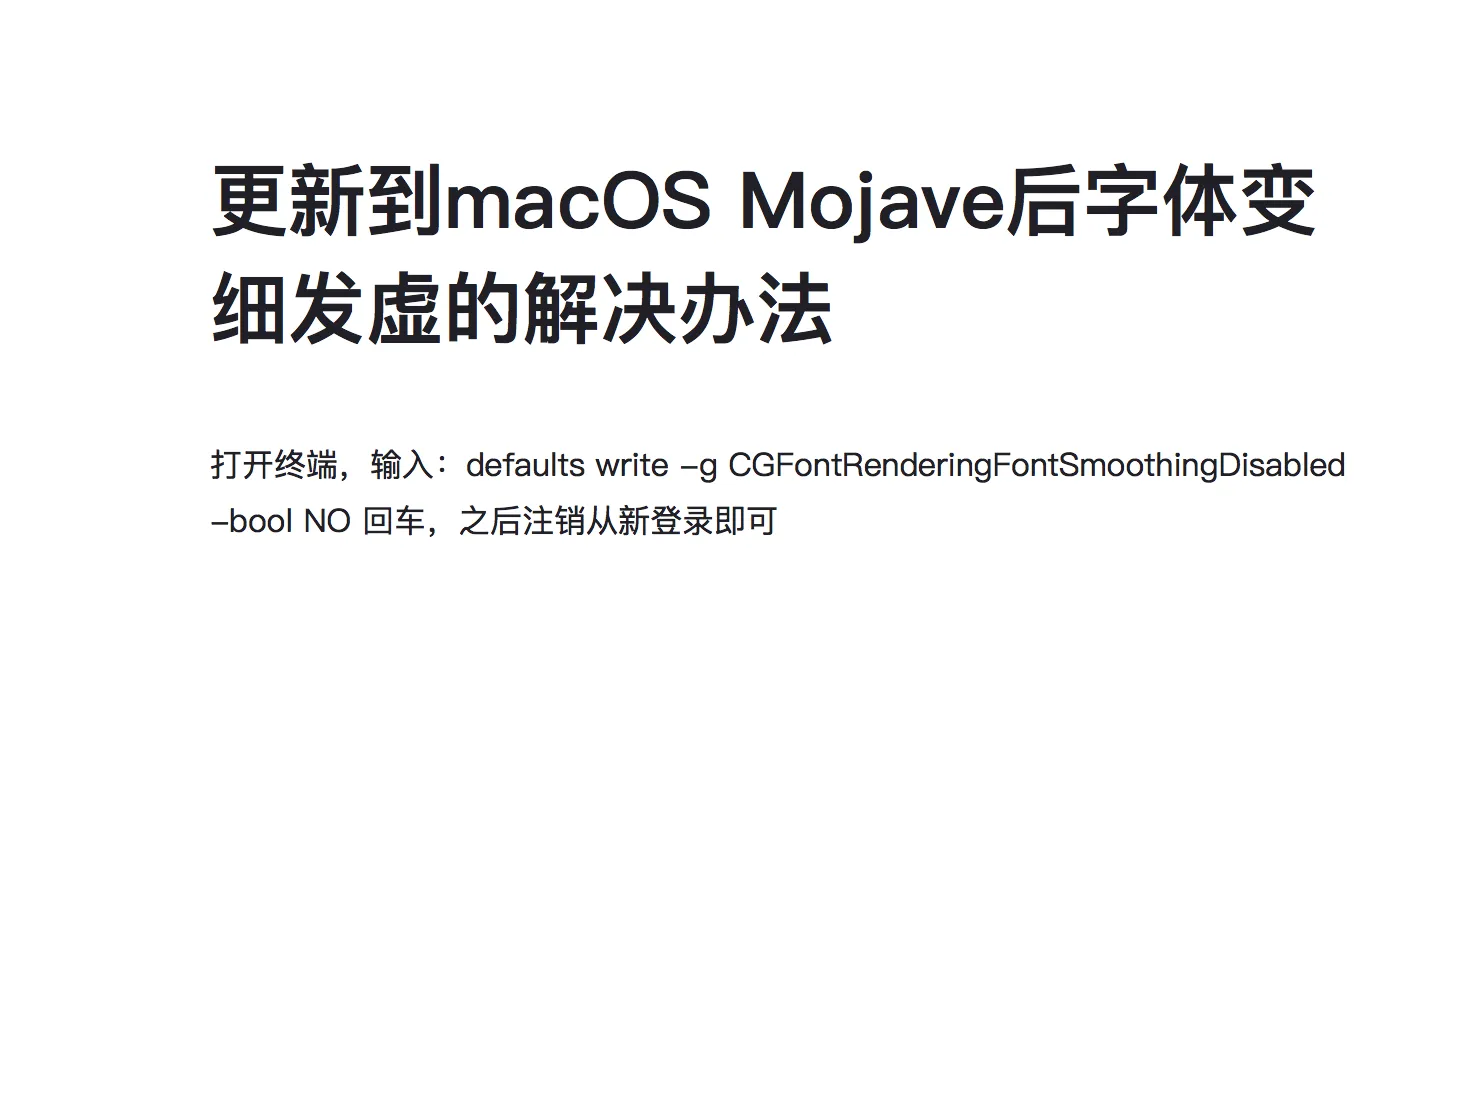 更新到macOS Mojave后字体变
细发虚的解决办法
打开终端，输入：defaults write -g CGFontRenderingFontSmoothingDisabled
-bool NO 回车，之后注销从新登录即可